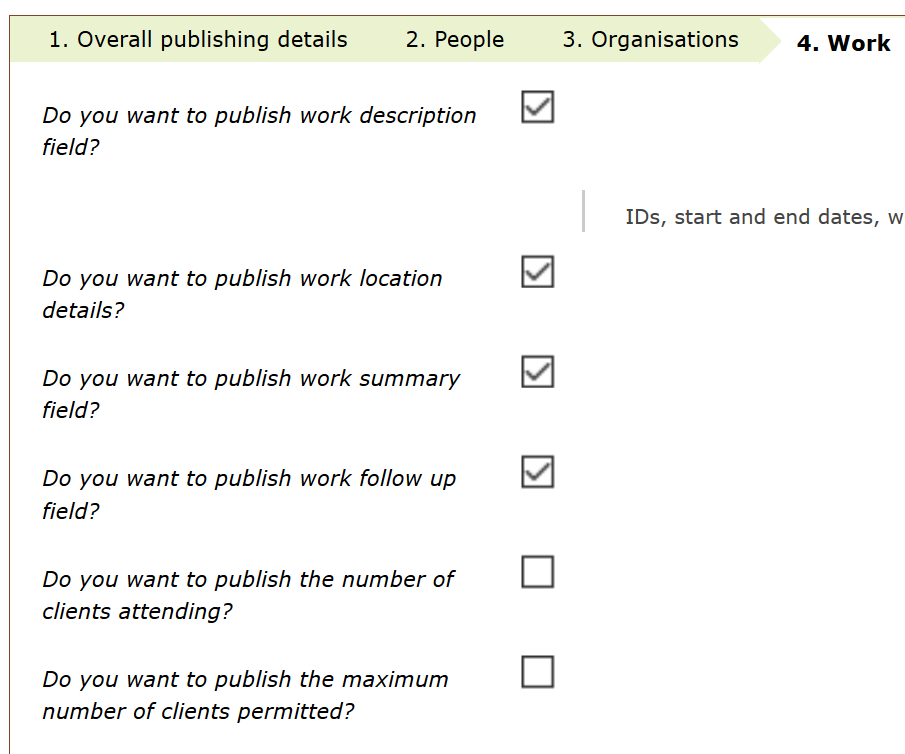 1. Overall publishing details 2. People 3. Organisations 4. Work
Do you want to publish work description
field?
IDs, start and end dates, w
Do you want to publish work location
details?
Do you want to publish work summary
field?
Do you want to publish work follow up
field?
Do you want to publish the number of
clients attending?
Do you want to publish the maximum
number of clients permitted?